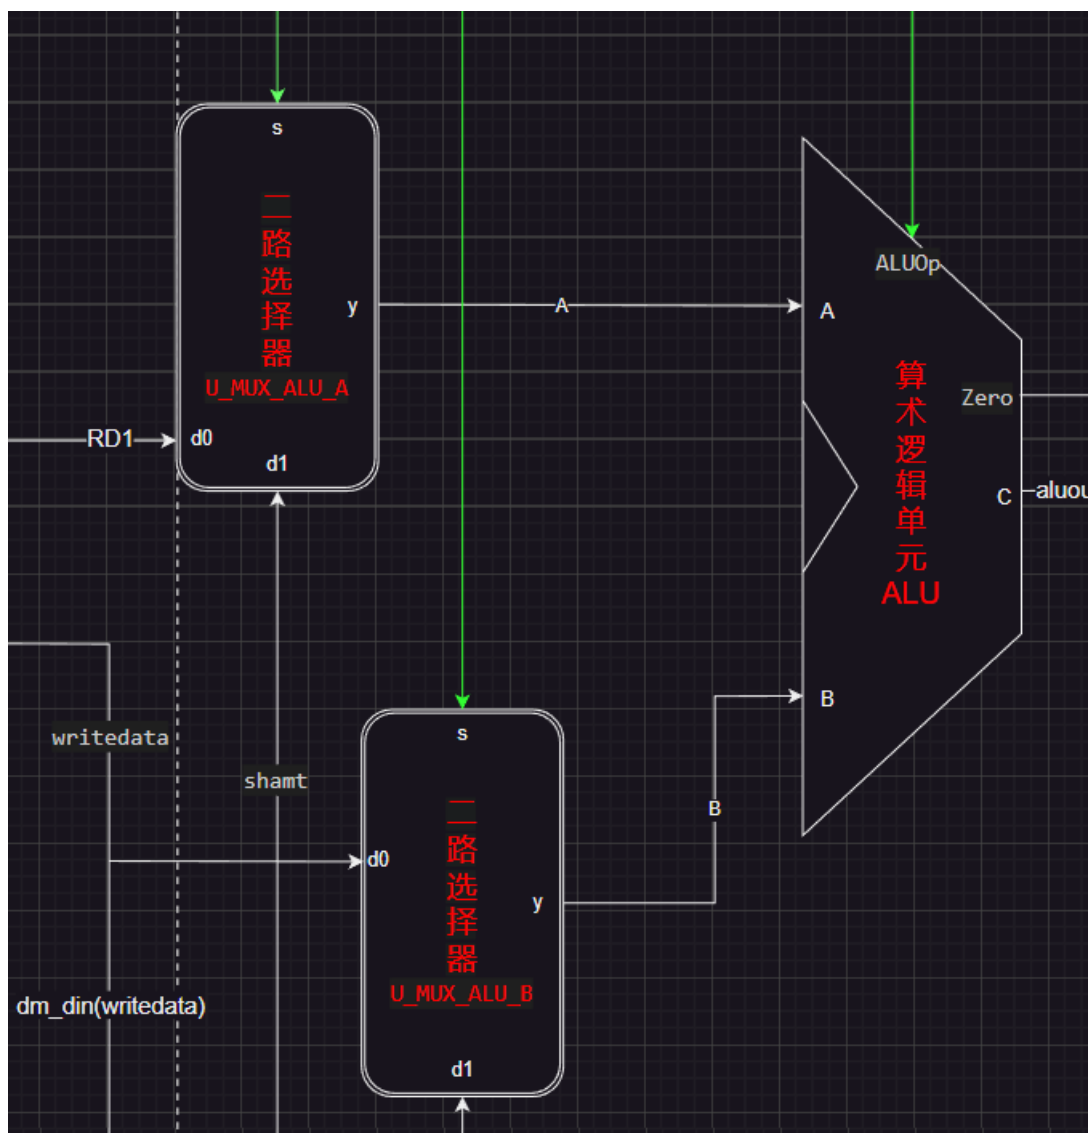 s
二
路
选
择
器
U_MUX_ALU_A
y
RD1
d0
d1
A
ALUOp
A
算
术
逻
辑
单
元
ALU
Zero
C
aluou
B
writedata
shamt
s
d0
二
路
选
择
器
U_MUX_ALU_B
y
B
dm_din(writedata)
d1